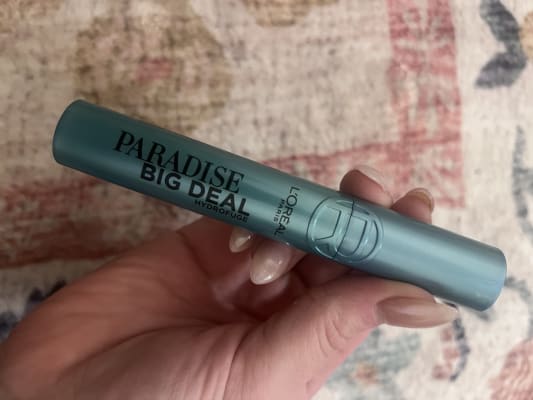 PARADISE
BIG DEAL
HYDROFUGE
L'ORÉAL
PARIS